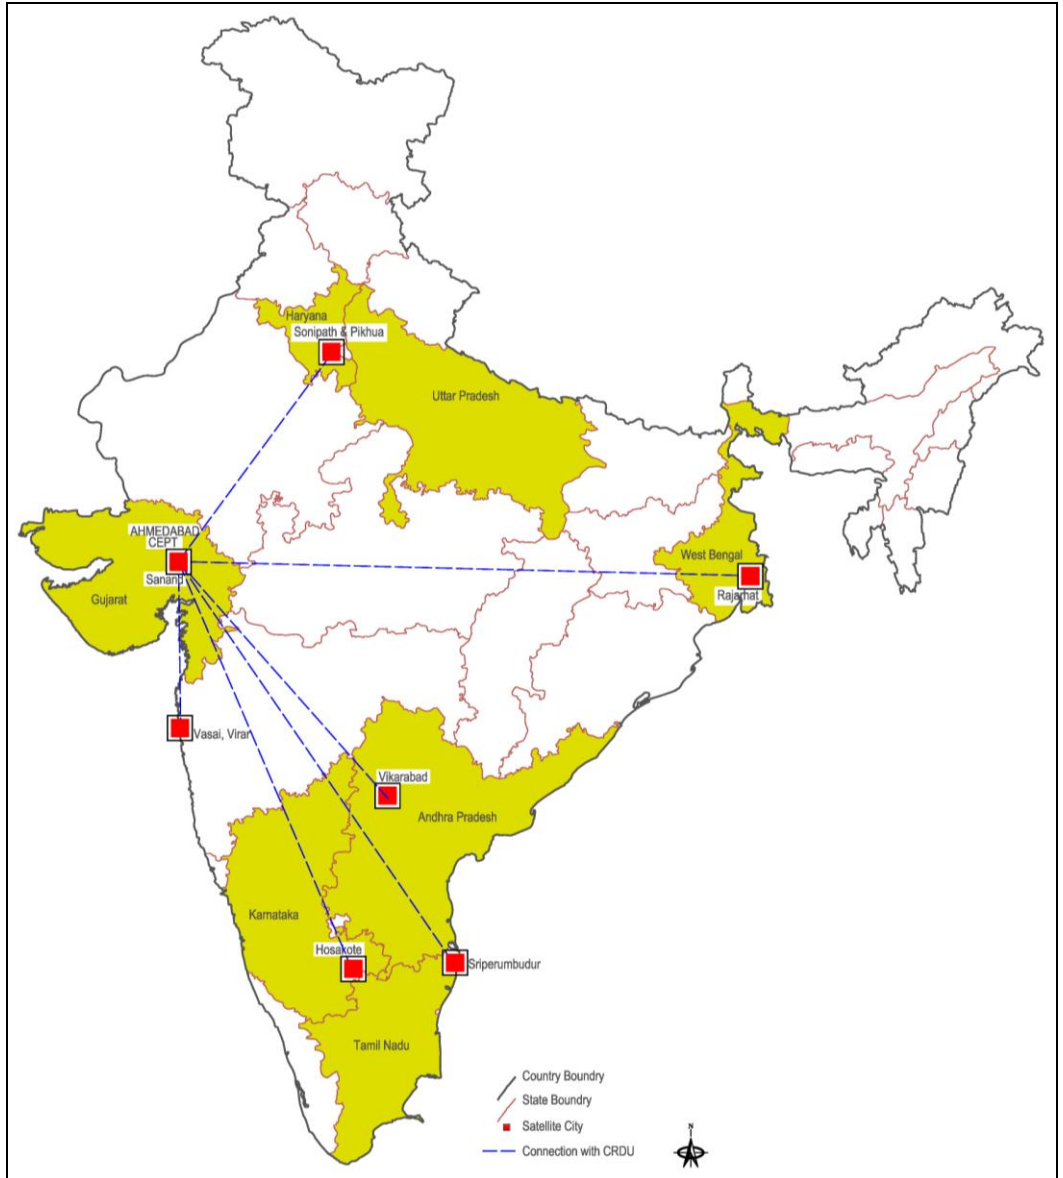 Haryana
Sonipath & Pikhua
Uttar Pradesh
AHMEDABAD
CEPT
Sanand
Gujarat
West Bengal
Rajarhat
Vasai, Virar
Vikarabad
Andhra Pradesh
Karnataka
Hosakote
Sriperumbudur
Tamil Nadu
Country Boundry
State Boundry
Satellite City
Connection with CRDU
N